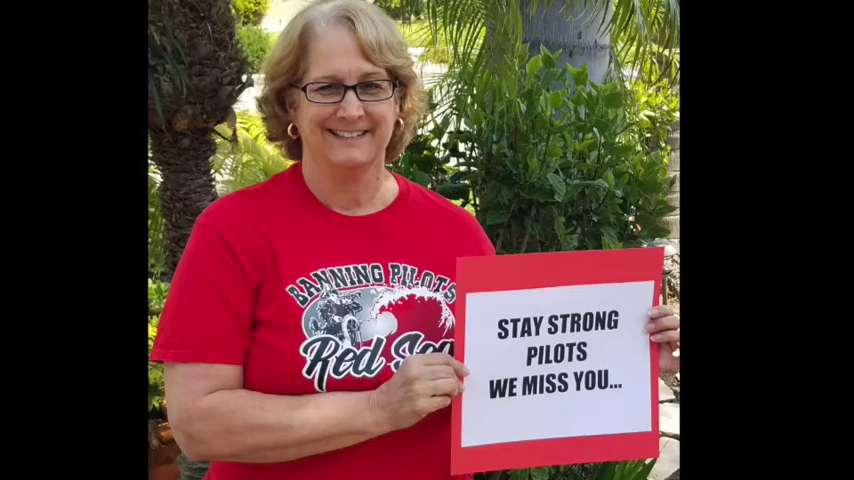 BANNING PILOTS
Red
STAY STRONG
PILOTS
WE MISS YOU...